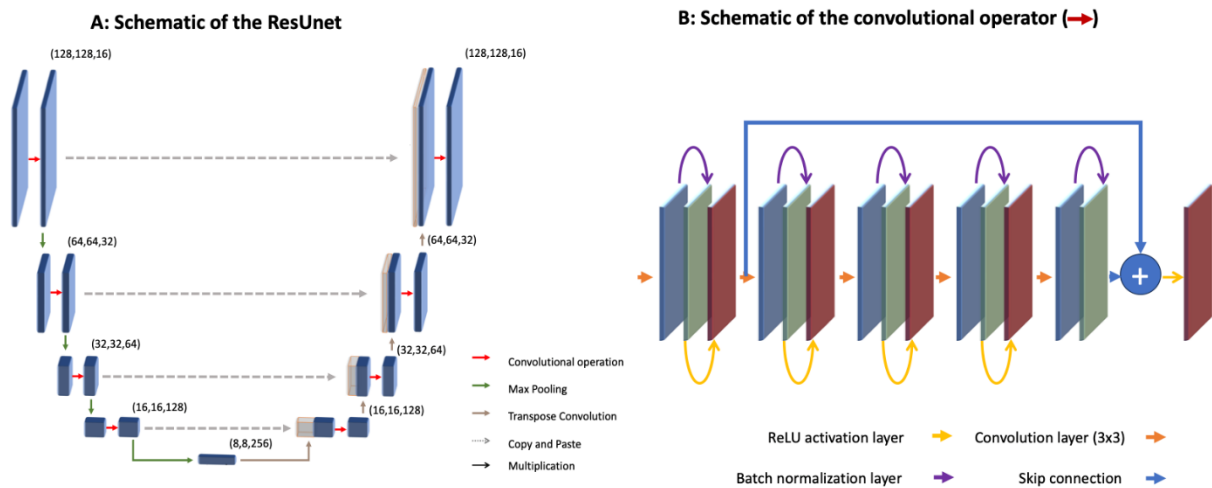 A: Schematic of the ResUnet
(128,128,16)
(128,128,16)
(64,64,32)
(64,64,32)
(32,32,64)
(32,32,64)
(16,16,128)
(16,16,128)
(8,8,256)
Convolutional operation
Max Pooling
Transpose Convolution
Copy and Paste
Multiplication
B: Schematic of the convolutional operator (→)
+
ReLU activation layer
Convolution layer (3x3)
Batch normalization layer
Skip connection